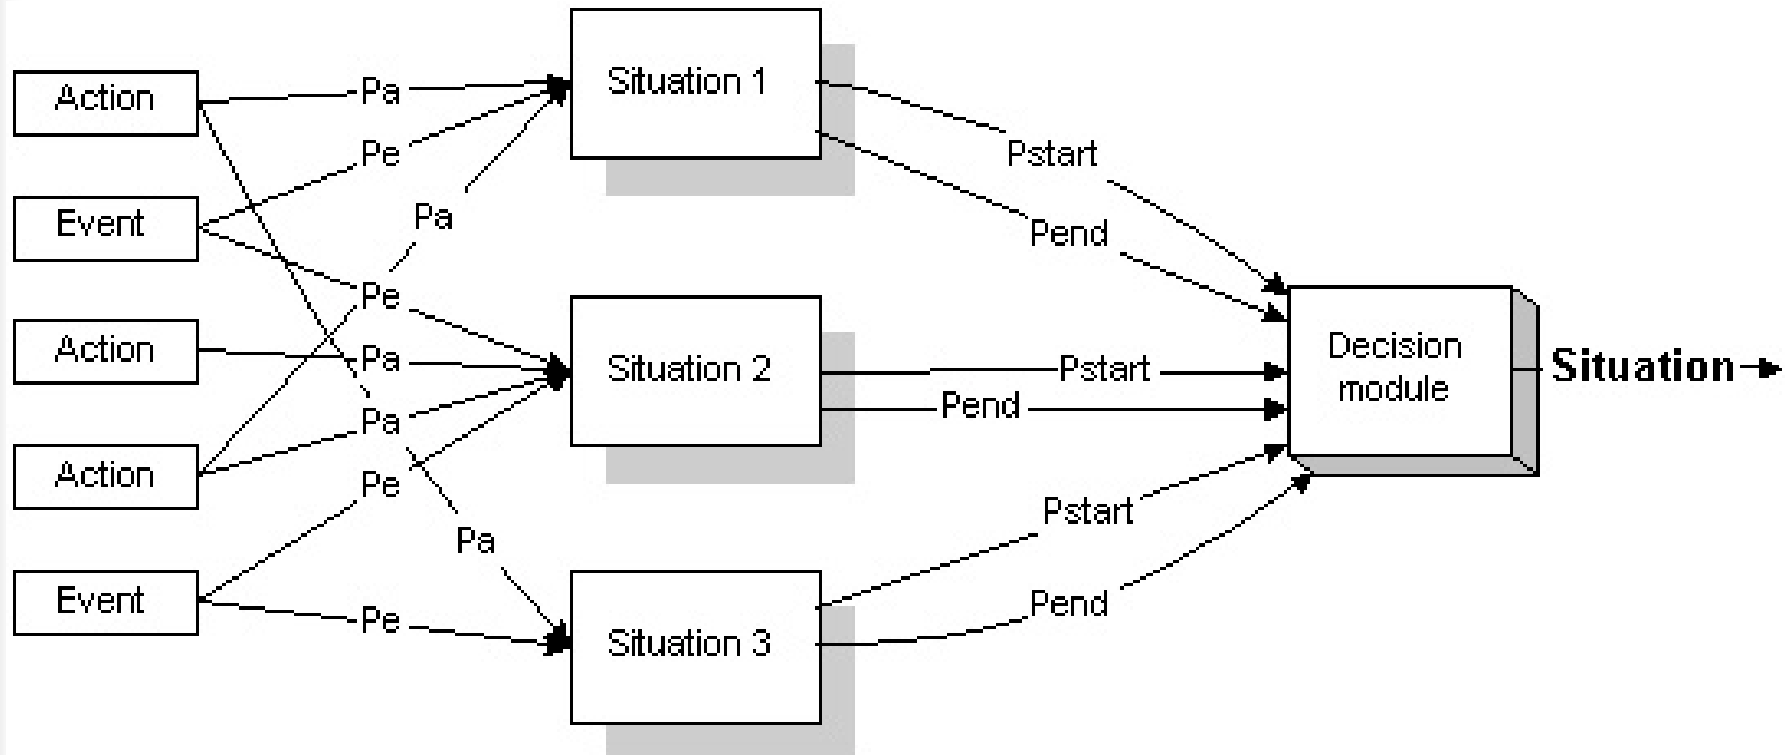 Action
Event
Action
Action
Event
Pa
Pe
Pa
Pe
Pa
Pa
Pe
Pa
Pe
Situation 1
Situation 2
Situation 3
Pstart
Pend
Pstart
Pend
Pstart
Pend
Decision
module
Situation